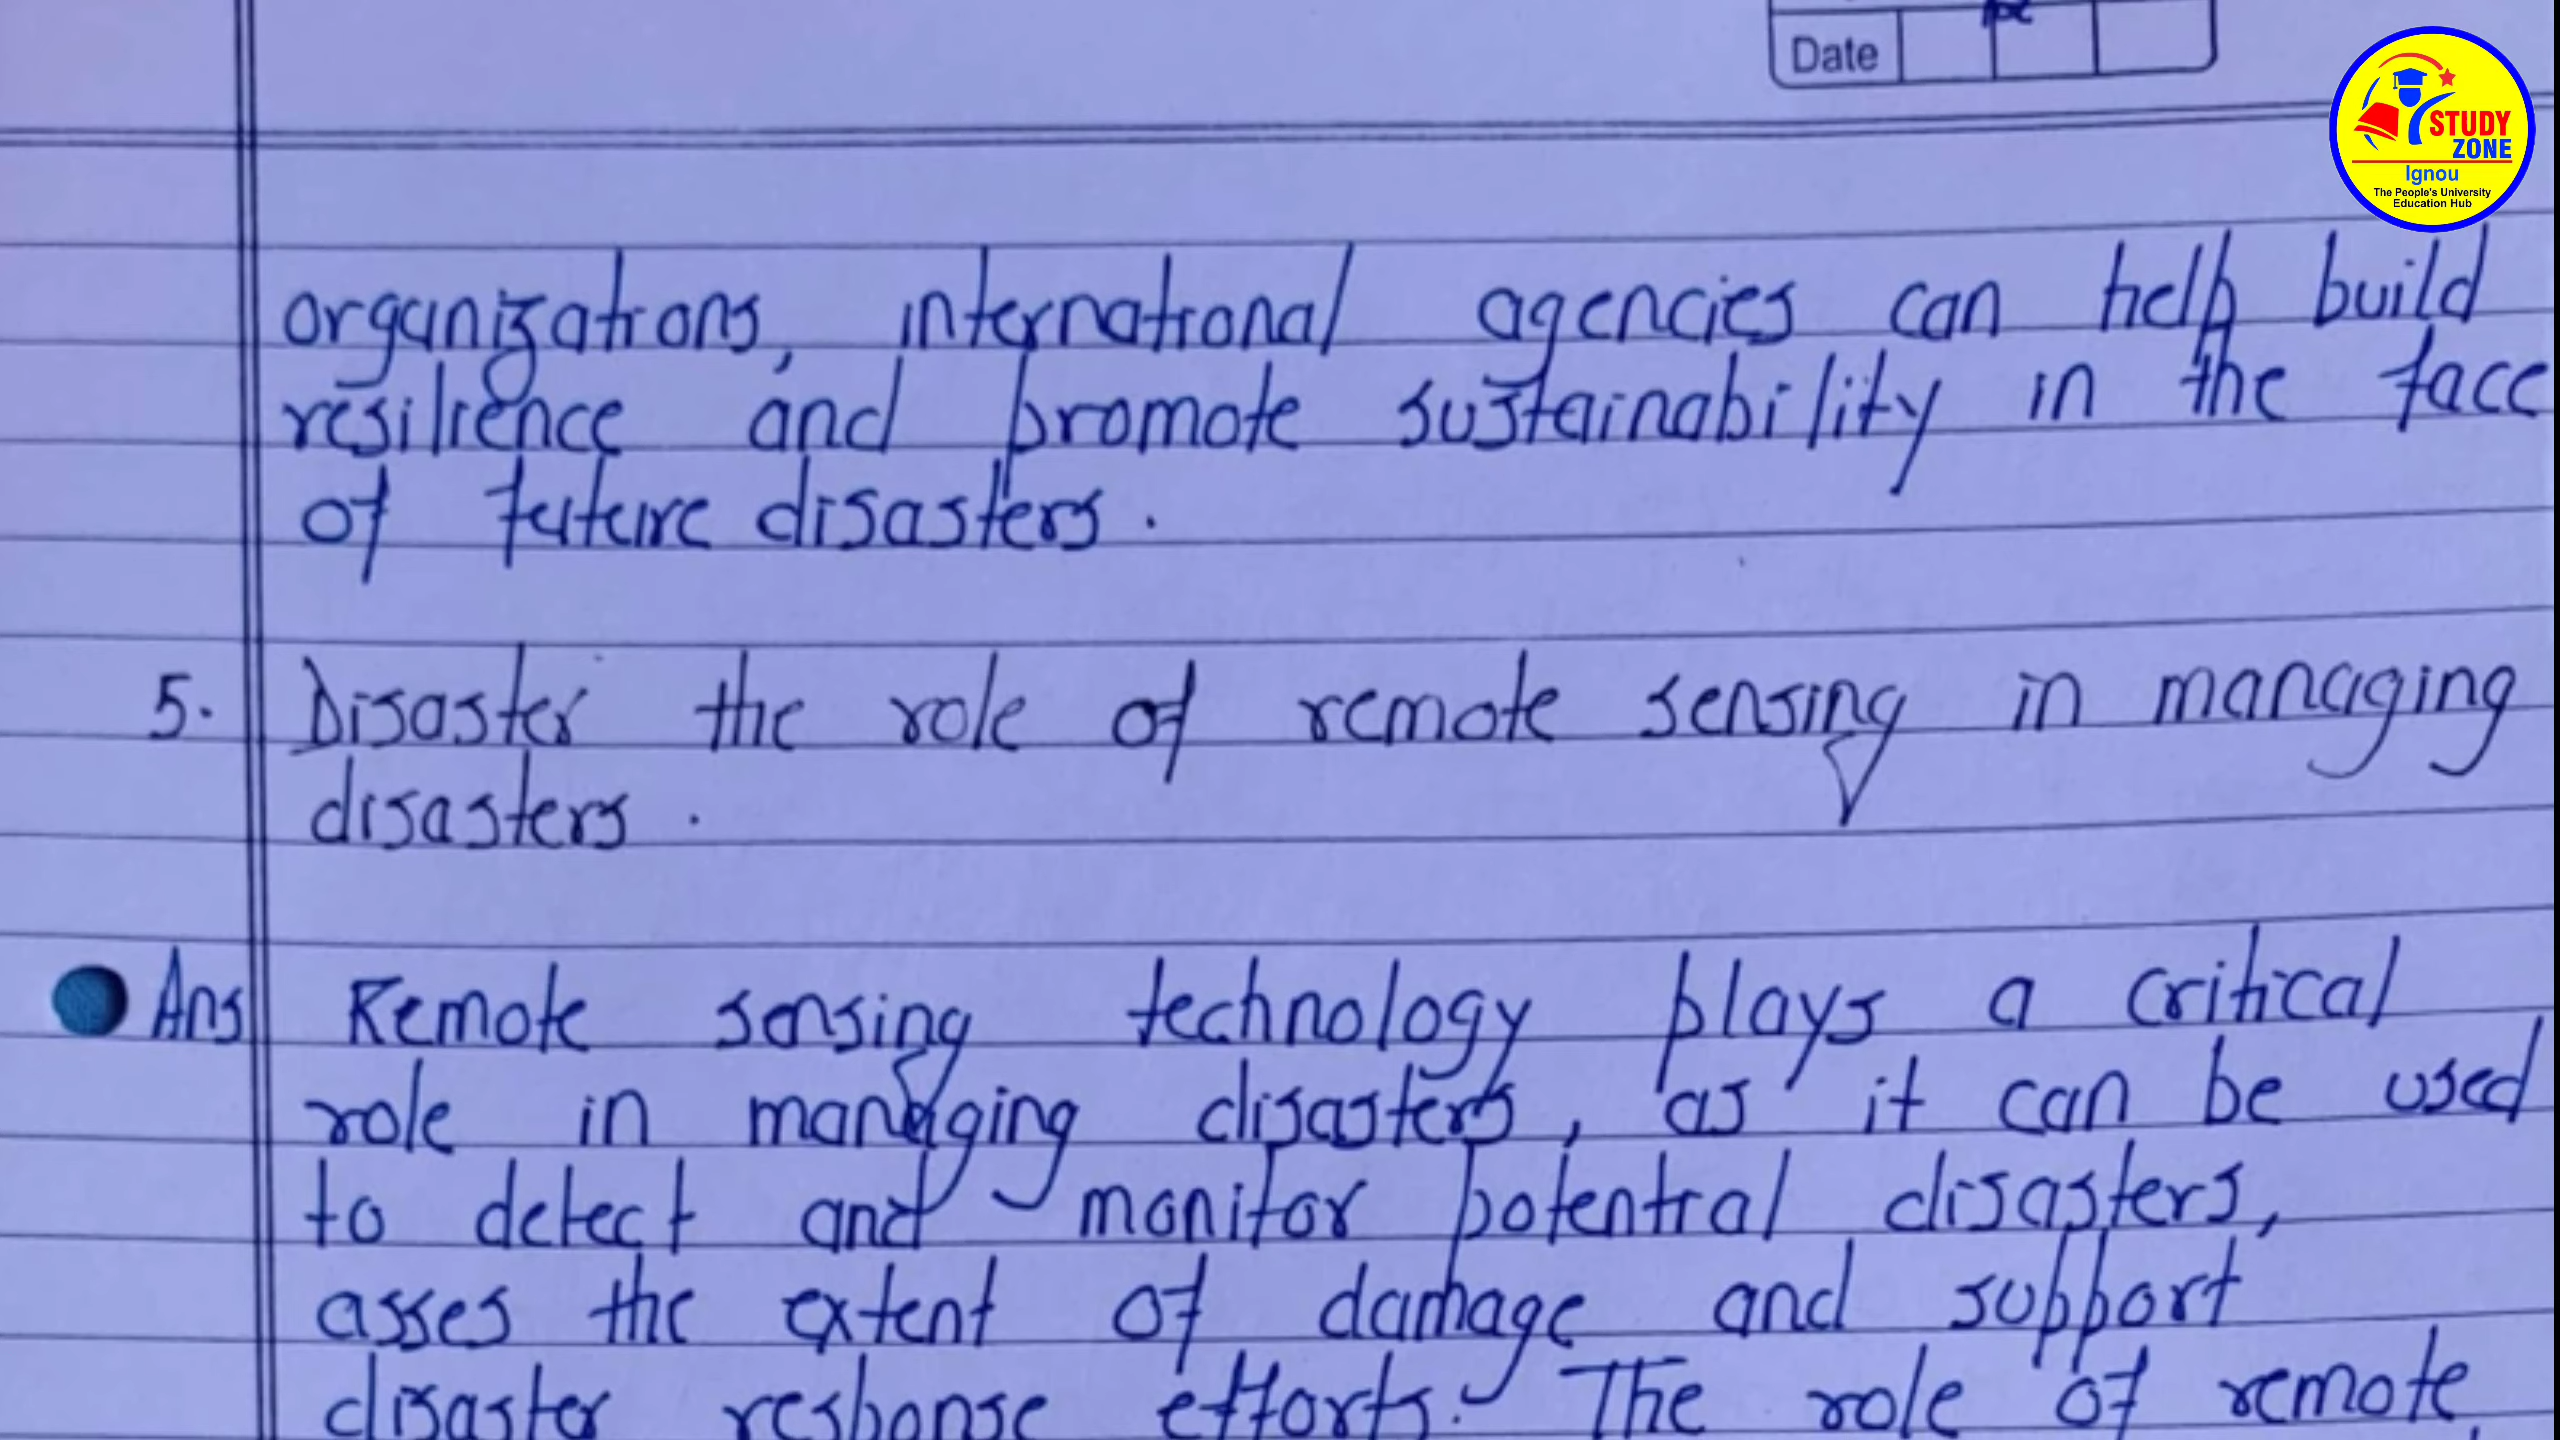 Date
STUDY
ZONE
Ignou
The People's University
Education Hub
organizations, international agencies can help build
resilience and promote sustainability in the face
of future disasters.
5. Disaster the role of remote sensing in managing
disasters.
Ans Remote sensing technology plays a critical
role in managing disasters, as it can be used
to detect and monitor potential disasters,
asses the extent of damage and support
disaster response efforts. The role of remote